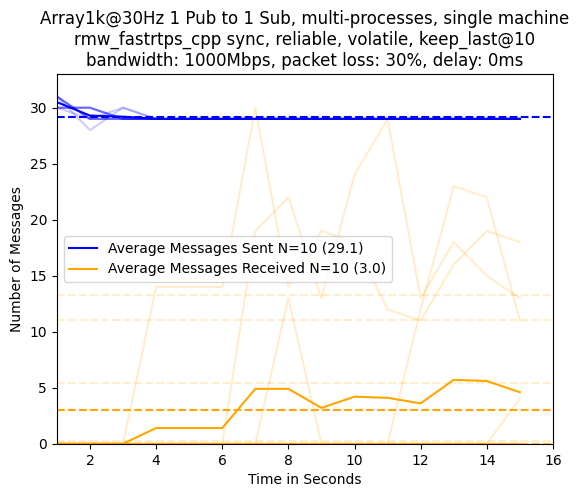 Array1k@30Hz 1 Pub to 1 Sub, multi-processes, single machine
rmw_fastrtps_cpp sync, reliable, volatile, keep_last@10
bandwidth: 1000Mbps, packet loss: 30%, delay: 0ms
Number of Messages
30
25
20
15
10
5
0
Average Messages Sent N=10 (29.1)
Average Messages Received N=10 (3.0)
2 4 6 8 10 12 14 16
Time in Seconds